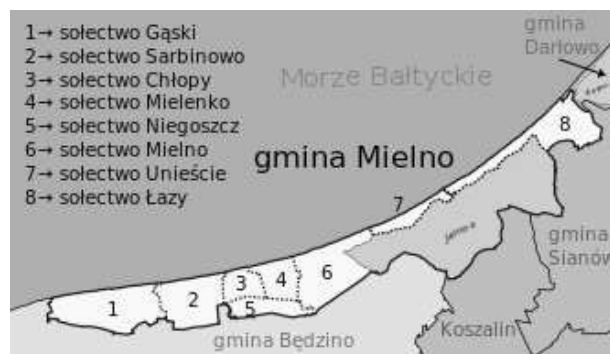 1→ sołectwo Gąski
2→ sołectwo Sarbinowo
3→ sołectwo Chłopy
4→ sołectwo Mielenko
5→ sołectwo Niegoszcz
6→ sołectwo Mielno
7→ sołectwo Unieście
8→ sołectwo Łazy
gmina
Darłowo
Morze Bałtyckie
gmina Mielno
8
7
gmina
Sianów
6
3
4
2
1
5
Koszalin
gmina Będzino